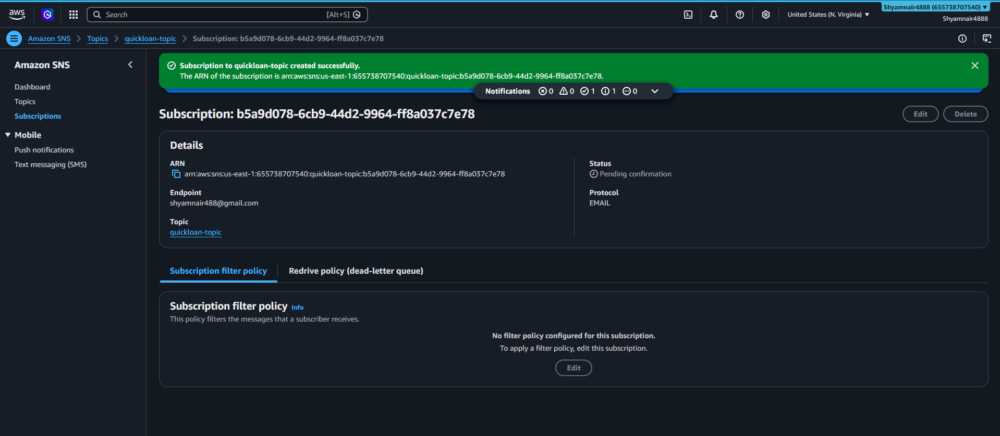 aws
Search
[Alt+S]
United States (N. Virginia)
Shyamnair4888 (655738707540)
Shyamnair4888
Amazon SNS
Topics
quickloan-topic
Subscription: b5a9d078-6cb9-44d2-9964-ff8a037c7e78
Amazon SNS
Dashboard
Topics
Subscriptions
Mobile
Push notifications
Text messaging (SMS)
Subscription to quickloan-topic created successfully.
The ARN of the subscription is arn:aws:sns:us-east-1:655738707540:quickloan-topic:b5a9d078-6cb9-44d2-9964-ff8a037c7e78.
Notifications 0 0 1 1 0
Subscription: b5a9d078-6cb9-44d2-9964-ff8a037c7e78
Edit
Delete
Details
ARN
arn:aws:sns:us-east-1:655738707540:quickloan-topic:b5a9d078-6cb9-44d2-9964-ff8a037c7e78
Endpoint
shyamnair488@gmail.com
Topic
quickloan-topic
Status
Pending confirmation
Protocol
EMAIL
Subscription filter policy
Redrive policy (dead-letter queue)
Subscription filter policy Info
This policy filters the messages that a subscriber receives.
No filter policy configured for this subscription.
To apply a filter policy, edit this subscription.
Edit